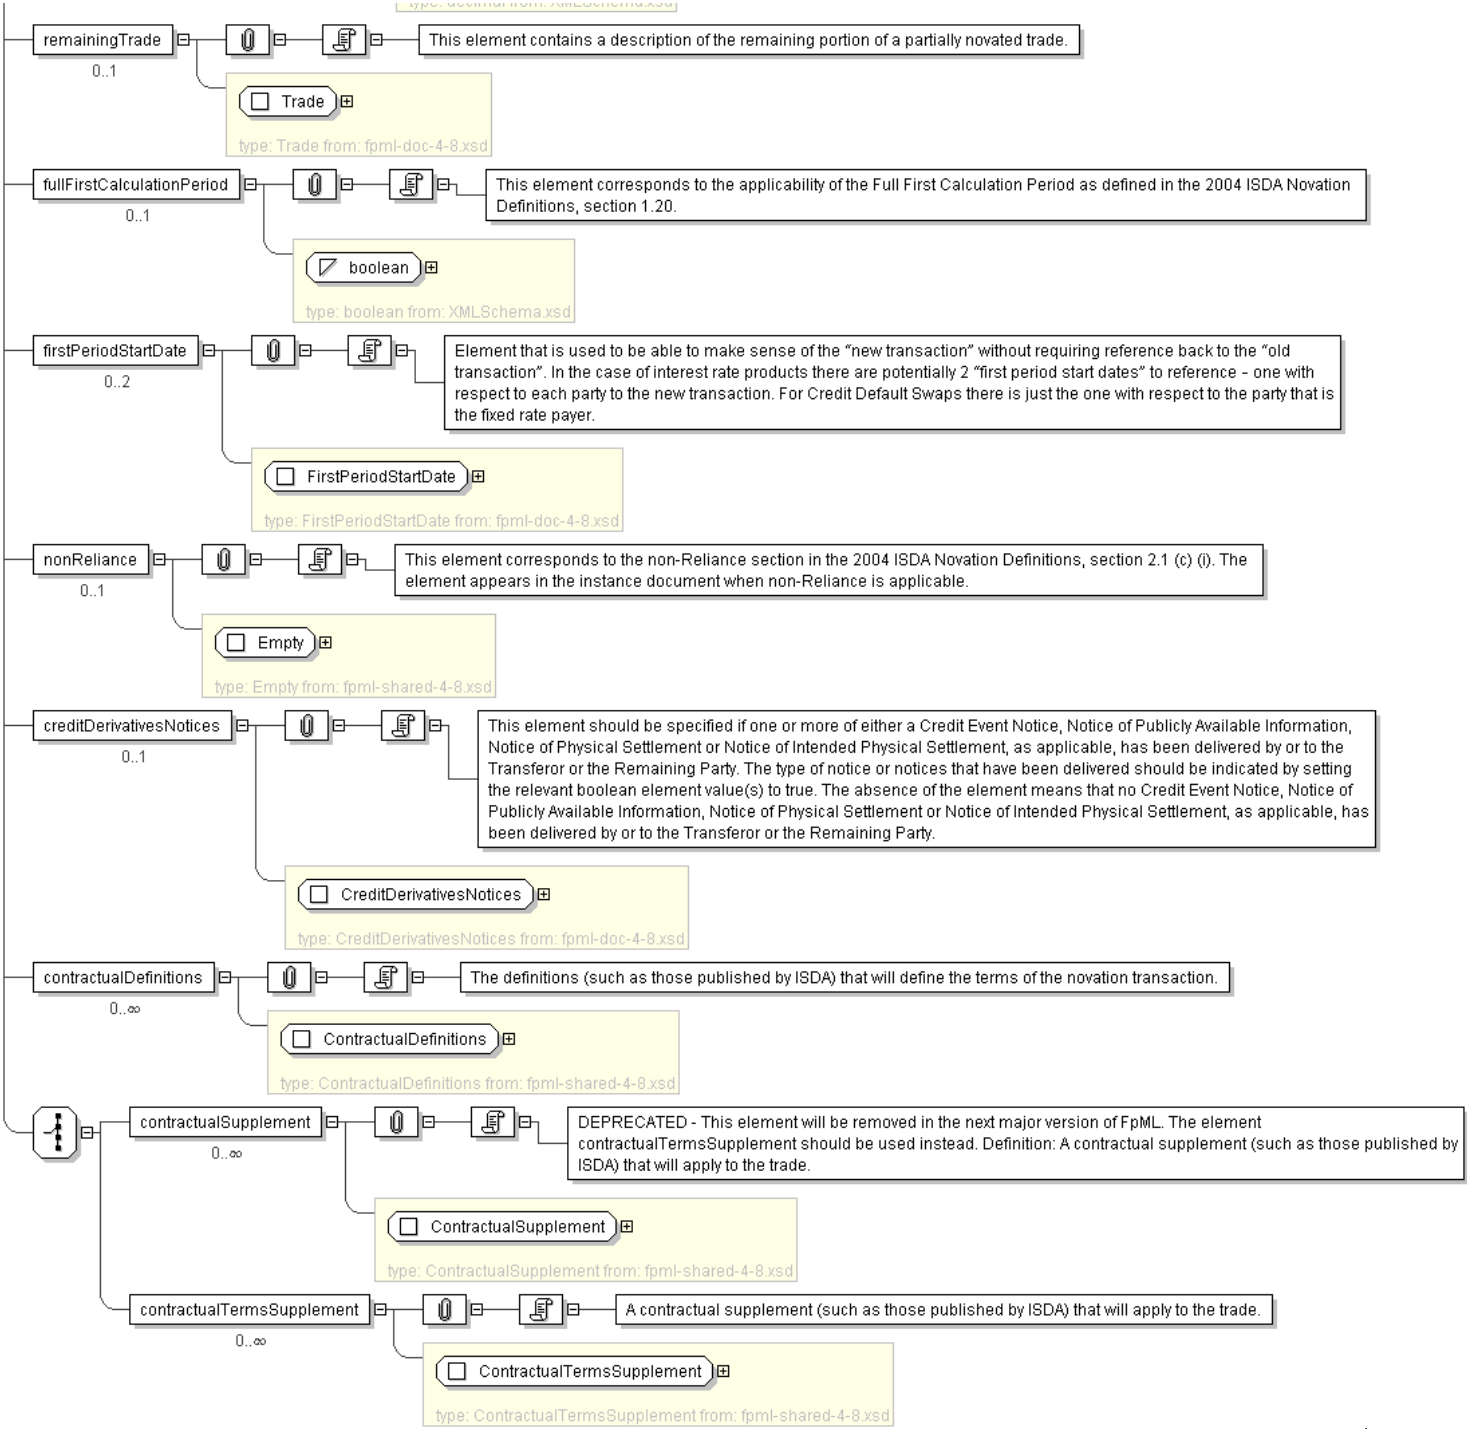 type: decimal from: XMLSchema.xsd
remainingTrade
This element contains a description of the remaining portion of a partially novated trade.
0..1
Trade
type: Trade from: fpml-doc-4-8.xsd
fullFirstCalculationPeriod
This element corresponds to the applicability of the Full First Calculation Period as defined in the 2004 ISDA Novation
Definitions, section 1.20.
0..1
boolean
type: boolean from: XMLSchema.xsd
firstPeriodStartDate
Element that is used to be able to make sense of the “new transaction” without requiring reference back to the “old
transaction”. In the case of interest rate products there are potentially 2 “first period start dates” to reference – one with
respect to each party to the new transaction. For Credit Default Swaps there is just the one with respect to the party that is
the fixed rate payer.
0..2
FirstPeriodStartDate
type: FirstPeriodStartDate from: fpml-doc-4-8.xsd
nonReliance
This element corresponds to the non-Reliance section in the 2004 ISDA Novation Definitions, section 2.1 (c) (i). The
element appears in the instance document when non-Reliance is applicable.
0..1
Empty
type: Empty from: fpml-shared-4-8.xsd
creditDerivativesNotices
This element should be specified if one or more of either a Credit Event Notice, Notice of Publicly Available Information,
Notice of Physical Settlement or Notice of Intended Physical Settlement, as applicable, has been delivered by or to the
Transferor or the Remaining Party. The type of notice or notices that have been delivered should be indicated by setting
the relevant boolean element value(s) to true. The absence of the element means that no Credit Event Notice, Notice of
Publicly Available Information, Notice of Physical Settlement or Notice of Intended Physical Settlement, as applicable, has
been delivered by or to the Transferor or the Remaining Party.
0..1
CreditDerivativesNotices
type: CreditDerivativesNotices from: fpml-doc-4-8.xsd
contractualDefinitions
The definitions (such as those published by ISDA) that will define the terms of the novation transaction.
0..∞
ContractualDefinitions
type: ContractualDefinitions from: fpml-shared-4-8.xsd
contractualSupplement
DEPRECATED - This element will be removed in the next major version of FpML. The element
contractualTermsSupplement should be used instead. Definition: A contractual supplement (such as those published by
ISDA) that will apply to the trade.
0..∞
ContractualSupplement
type: ContractualSupplement from: fpml-shared-4-8.xsd
contractualTermsSupplement
A contractual supplement (such as those published by ISDA) that will apply to the trade.
0..∞
ContractualTermsSupplement
type: ContractualTermsSupplement from: fpml-shared-4-8.xsd